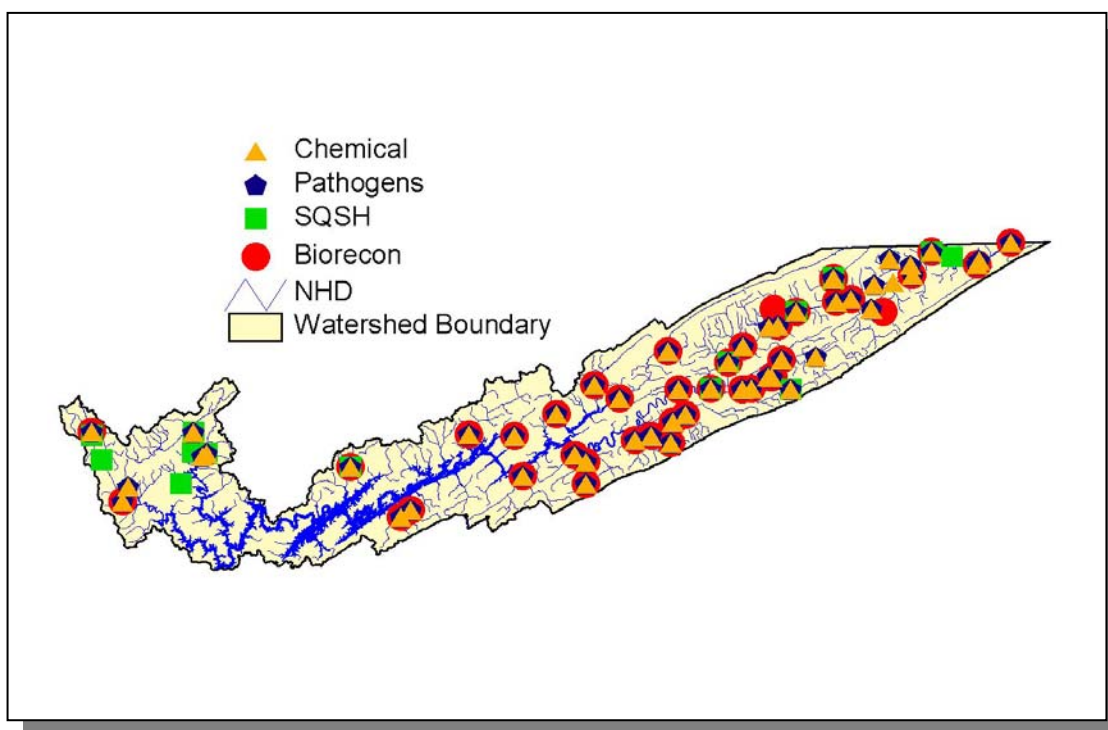 Chemical
Pathogens
SQSH
Biorecon
NHD
Watershed Boundary